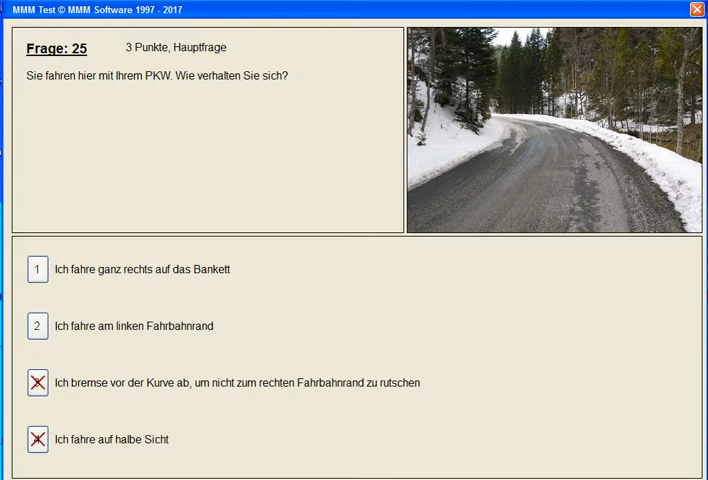 MMM Test © MMM Software 1997 - 2017
Frage: 25 3 Punkte, Hauptfrage
Sie fahren hier mit Ihrem PKW. Wie verhalten Sie sich?
1 Ich fahre ganz rechts auf das Bankett
2 Ich fahre am linken Fahrbahnrand
3 Ich bremse vor der Kurve ab, um nicht zum rechten Fahrbahnrand zu rutschen
4 Ich fahre auf halbe Sicht